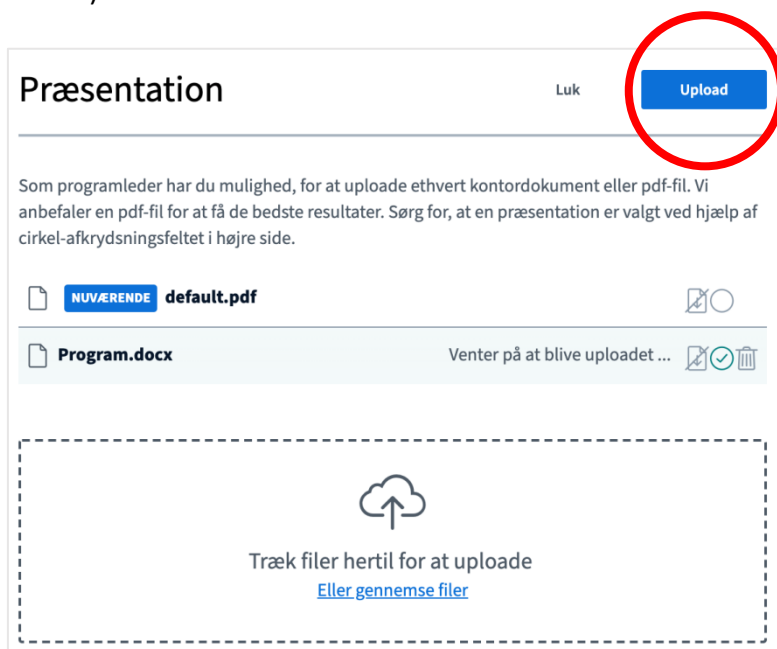 Præsentation
Luk
Upload
Som programleder har du mulighed, for at uploade ethvert kontordokument eller pdf-fil. Vi
anbefaler en pdf-fil for at få de bedste resultater. Sørg for, at en præsentation er valgt ved hjælp af
cirkel-afkrydsningsfeltet i højre side.
NUVÆRENDE default.pdf
Program.docx Venter på at blive uploadet ...
Træk filer hertil for at uploade
Eller gennemse filer